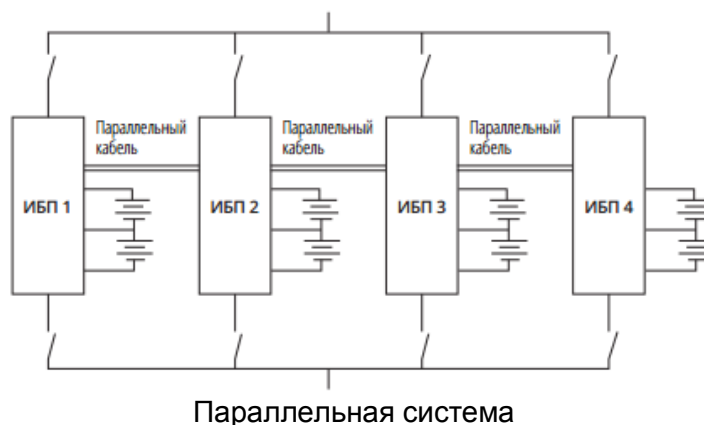 Параллельный
кабель
Параллельный
кабель
Параллельный
кабель
ИБП 1
ИБП 2
ИБП 3
ИБП 4
Параллельная система